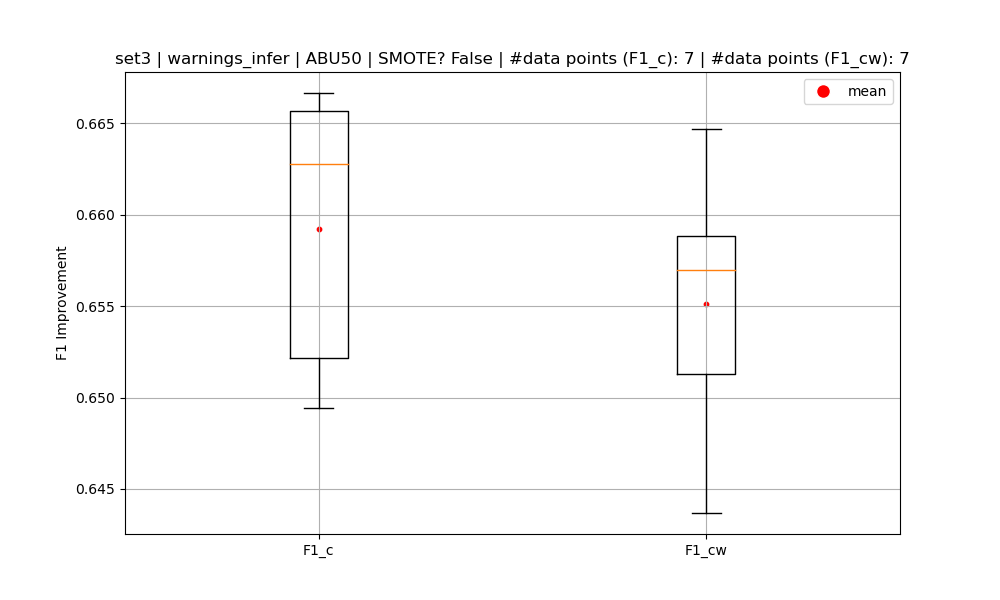 set3 | warnings_infer | ABU50 | SMOTE? False | #data points (F1_c): 7 | #data points (F1_cw): 7
mean
0.665
0.660
0.655
0.650
0.645
F1 Improvement
F1_c
F1_cw